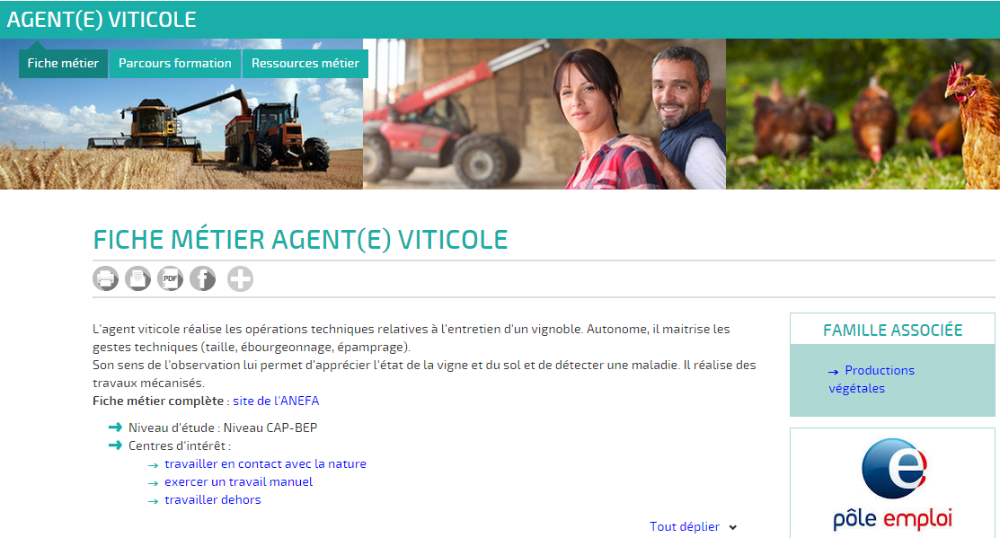 AGENT(E) VITICOLE
Fiche métier
Parcours formation
Ressources métier
FICHE MÉTIER AGENT(E) VITICOLE
PDF
f
L'agent viticole réalise les opérations techniques relatives à l'entretien d'un vignoble. Autonome, il maitrise les
gestes techniques (taille, ébourgeonnage, épamprage).
Son sens de l'observation lui permet d'apprécier l'état de la vigne et du sol et de détecter une maladie. Il réalise des
travaux mécanisés.
Fiche métier complète : site de l'ANEFA
Niveau d'étude : Niveau CAP-BEP
Centres d'intérêt :
travailler en contact avec la nature
exercer un travail manuel
travailler dehors
Tout déplier
FAMILLE ASSOCIÉE
Productions
végétales
e
pôle emploi